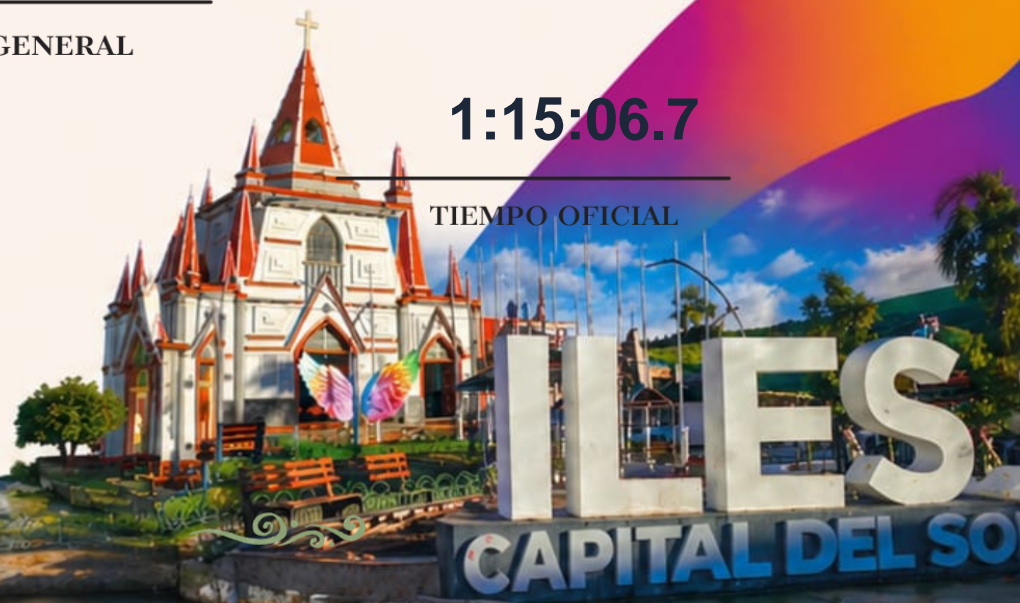 GENERAL
1:15:06.7
TIEMPO OFICIAL
ILES
CAPITAL DEL SO